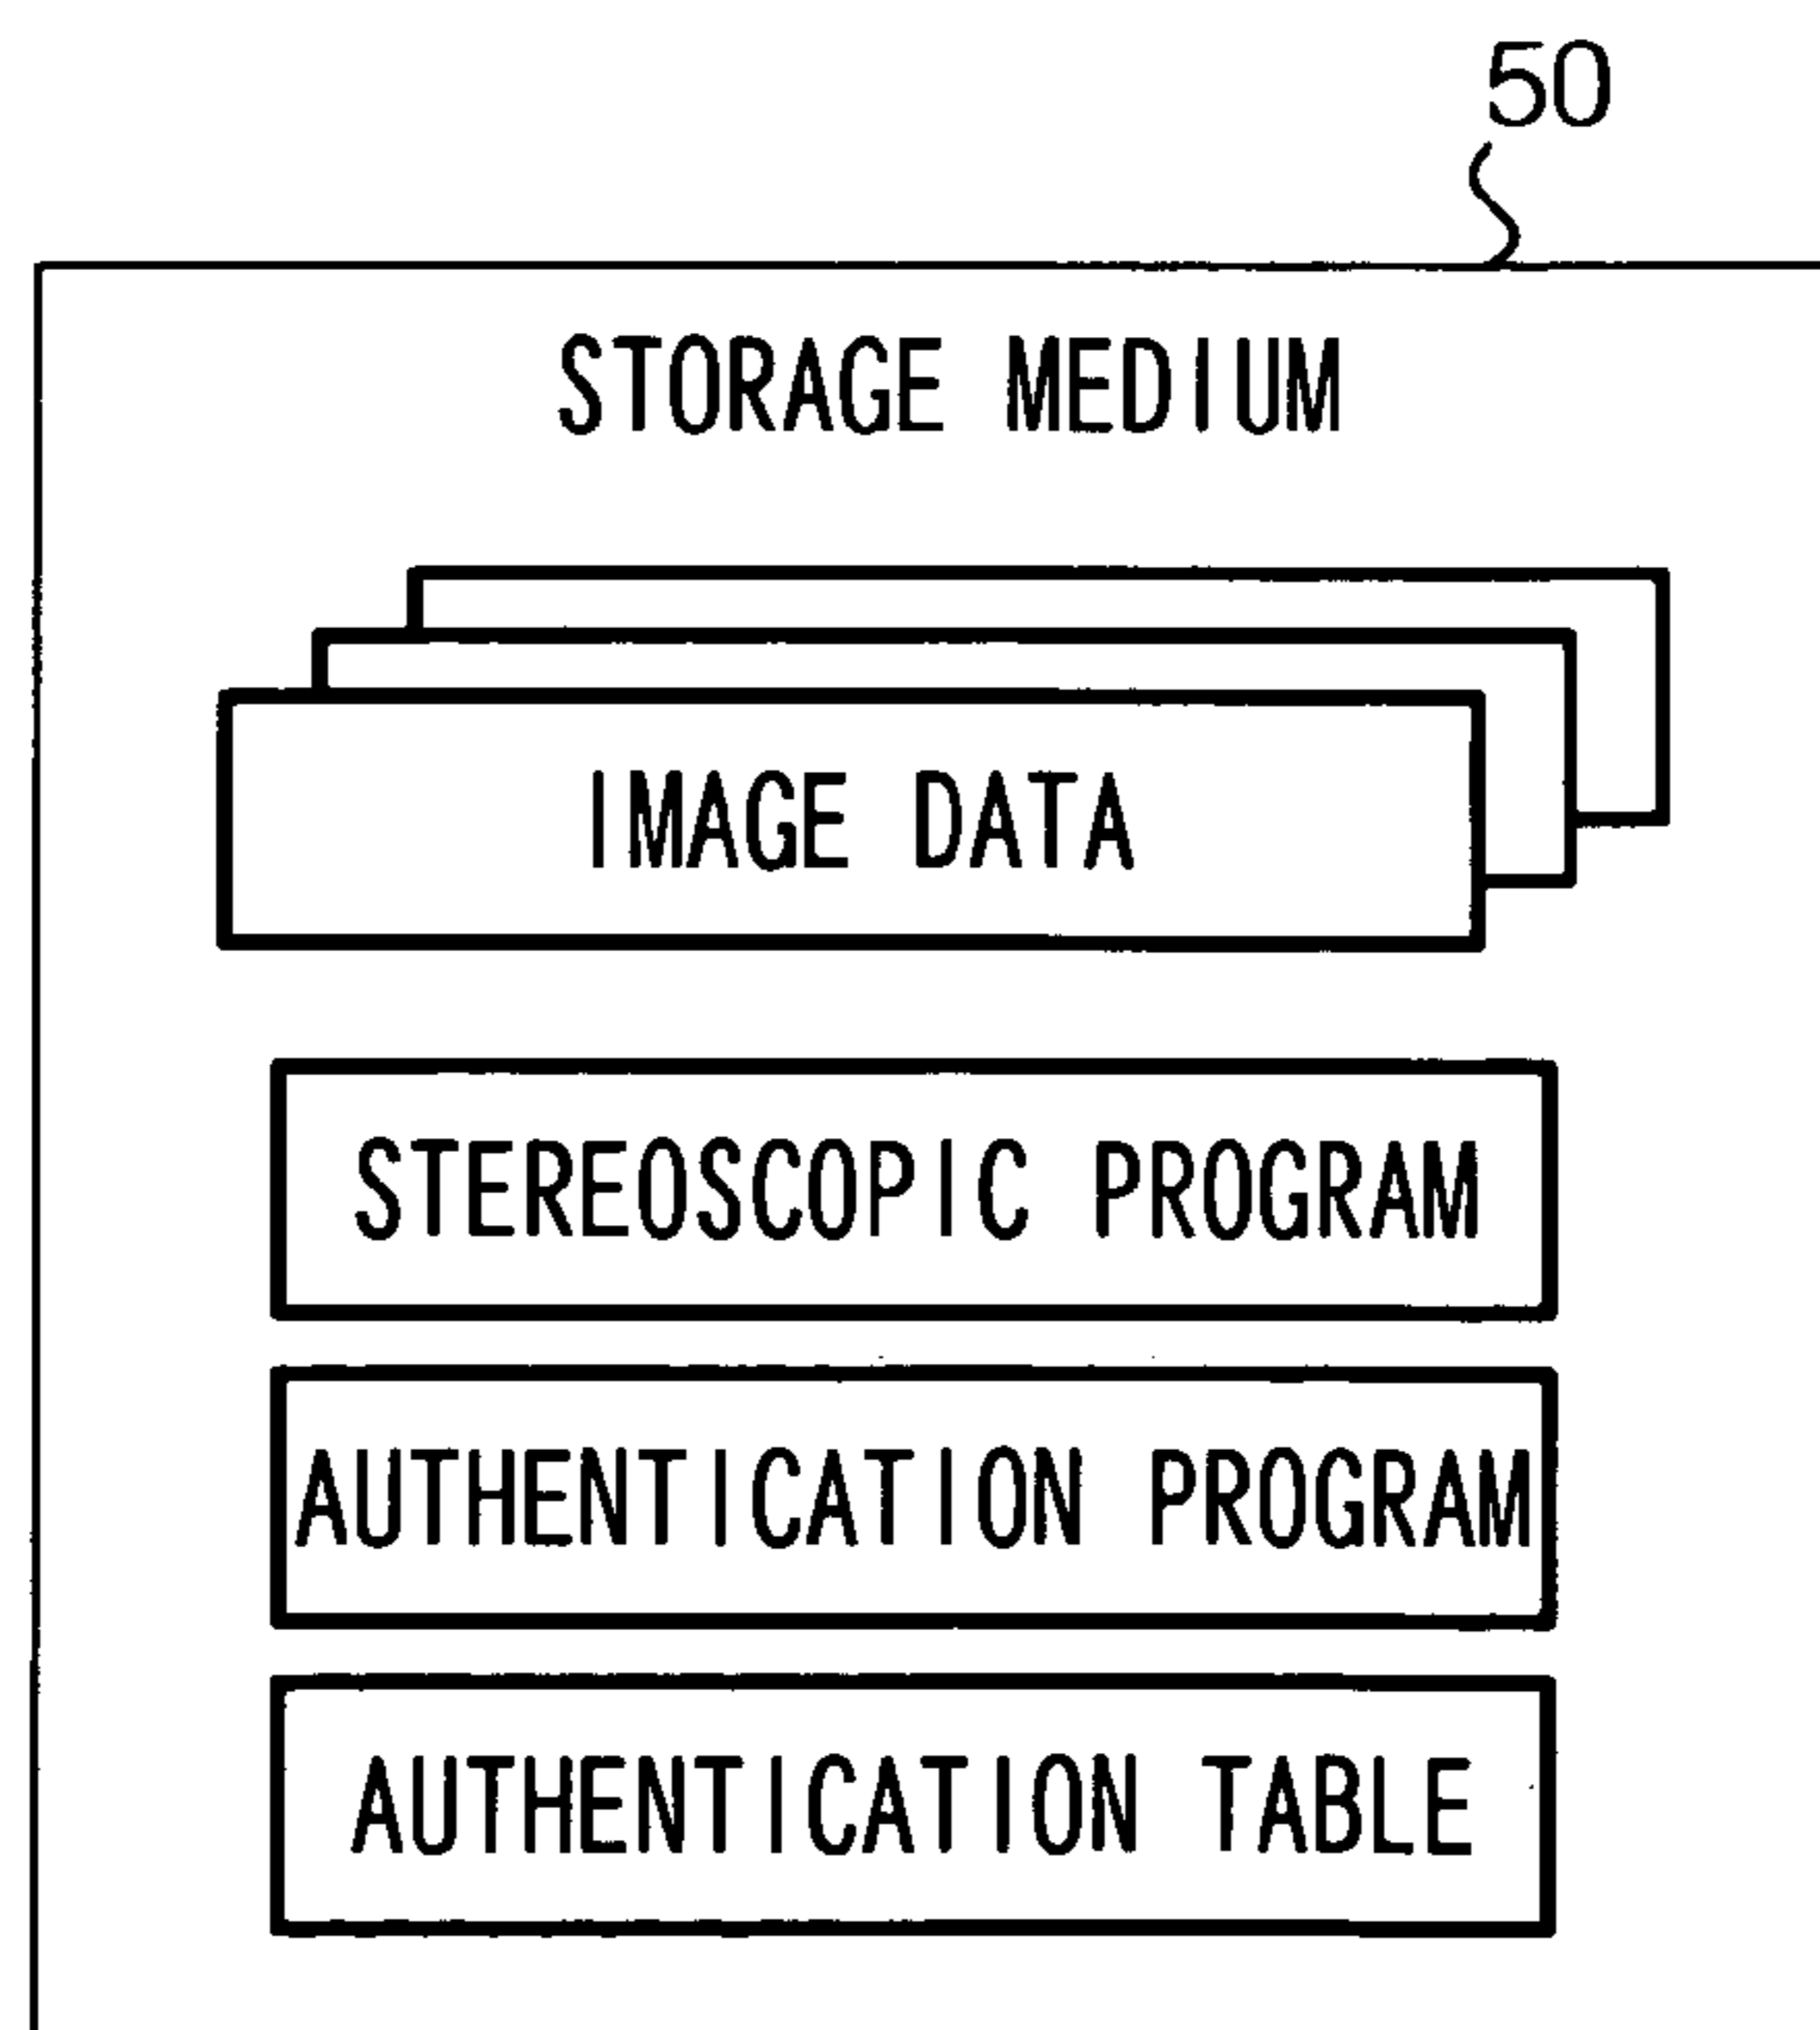 50
STORAGE MEDIUM
IMAGE DATA
STEREOSCOPIC PROGRAM
AUTHENTICATION PROGRAM
AUTHENTICATION TABLE